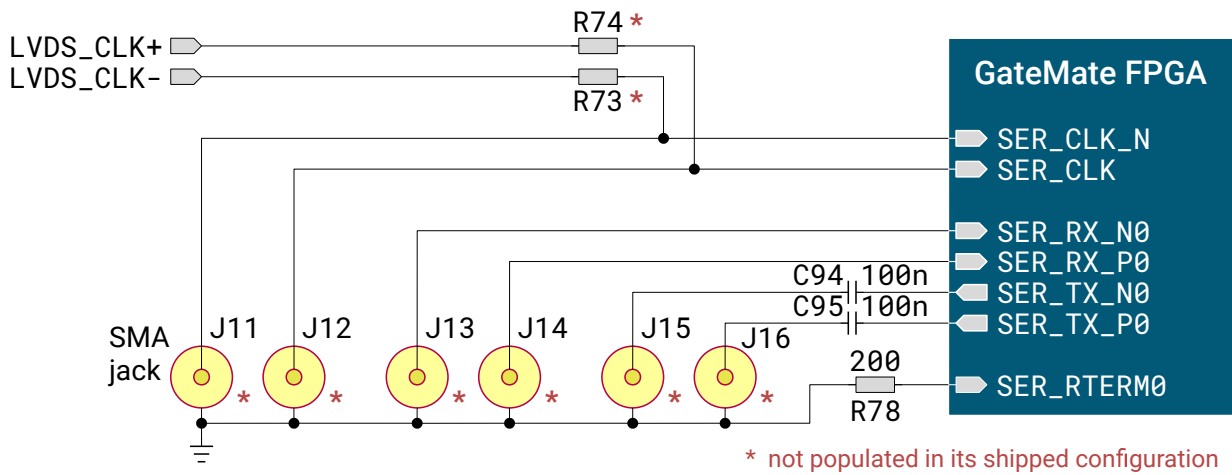 R74 *
LVDS_CLK+
LVDS_CLK-
R73 *
GateMate FPGA
SER_CLK_N
SER_CLK
SER_RX_N0
SER_RX_P0
C94 100n
SER_TX_N0
C95 100n
SER_TX_P0
SMA
jack
J11
J12
J13
J14
J15
J16
* * * * * *
200
R78
SER_RTERM0
* not populated in its shipped configuration